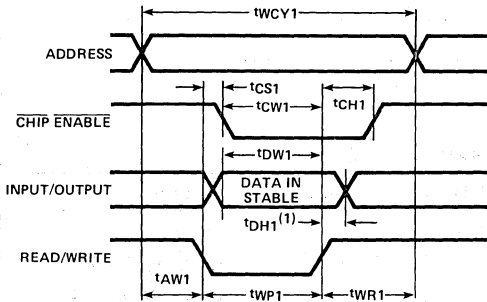 tWCY1
ADDRESS
tCS1
tCW1
tCH1
CHIP ENABLE
tDW1
INPUT/OUTPUT
DATA IN
STABLE
tDH1(1)
READ/WRITE
tAW1
tWP1
tWR1